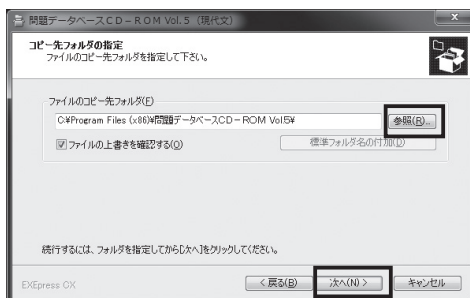 問題データベースCD-ROM Vol.5（現代文）
コピー先フォルダの指定
ファイルのコピー先フォルダを指定して下さい。
ファイルのコピー先フォルダ(F)
C:¥Program Files (x86)¥問題データベースCD-ROM Vol.5¥
参照(R)...
ファイルの上書きを確認する(O)
標準フォルダ名の付加(D)
続行するには、フォルダを指定してから[次へ]をクリックしてください。
EXEpress CX
<戻る(B)
次へ(N)>
キャンセル